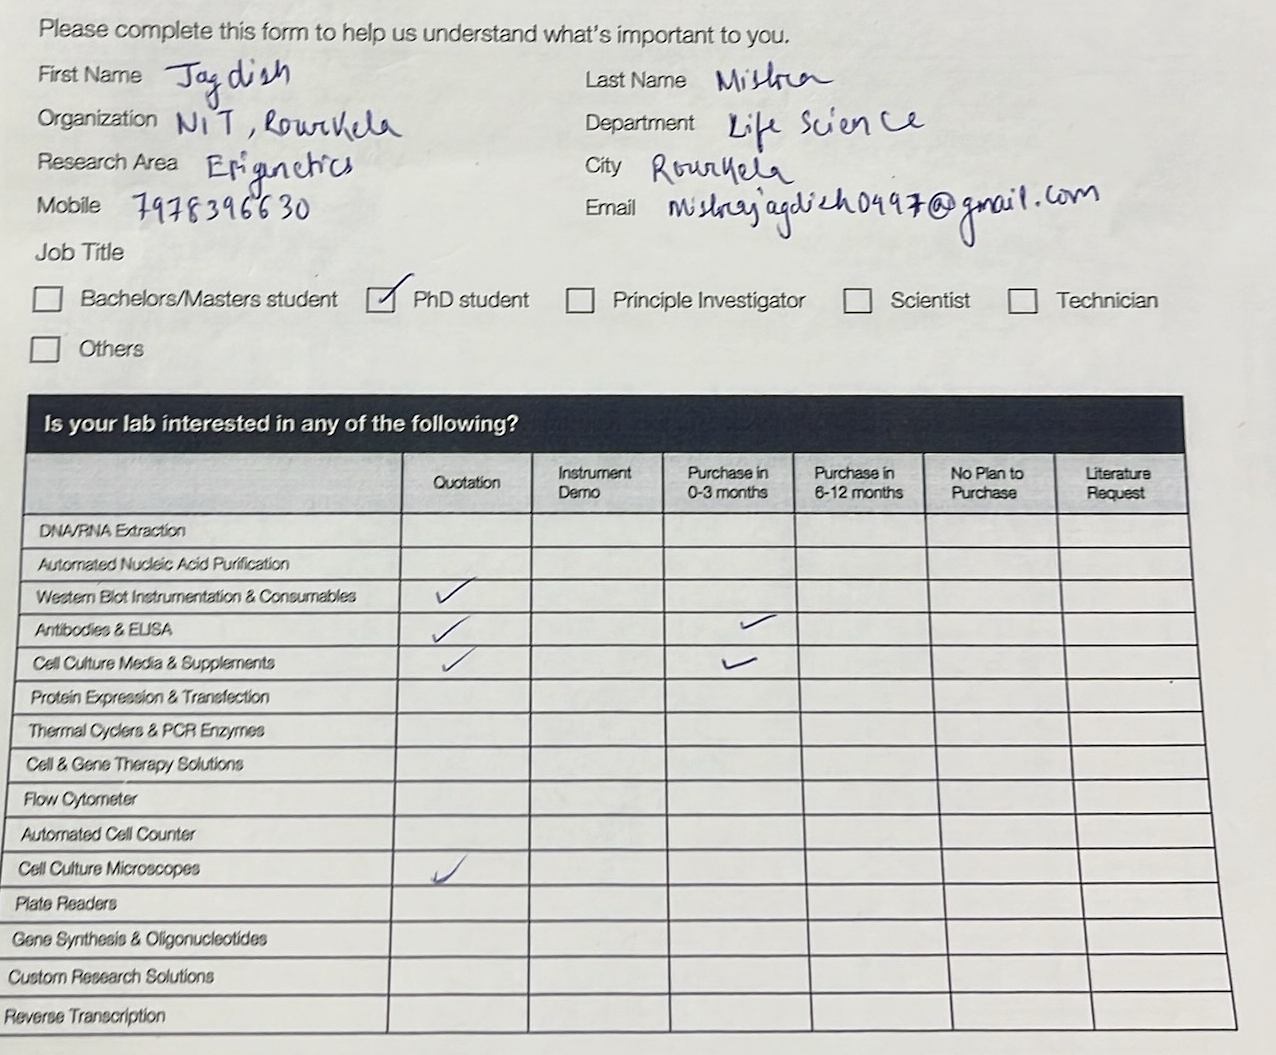 Please complete this form to help us understand what's important to you.
First Name Jagdish Last Name Mishra
Organization NIT, Rourkela Department Life Science
Research Area Epigenetics City Rourkela
Mobile 7978396630 Email mishrajagdish0497@gmail.com
Job Title
☐ Bachelors/Masters student ☑ PhD student ☐ Principle Investigator ☐ Scientist ☐ Technician
☐ Others
Is your lab interested in any of the following?
Quotation Instrument Demo Purchase in 0-3 months Purchase in 6-12 months No Plan to Purchase Literature Request
DNA/RNA Extraction
Automated Nucleic Acid Purification
Western Blot Instrumentation & Consumables ✓
Antibodies & ELISA ✓ ✓
Cell Culture Media & Supplements ✓ ✓
Protein Expression & Transfection
Thermal Cyclers & PCR Enzymes
Cell & Gene Therapy Solutions
Flow Cytometer
Automated Cell Counter
Cell Culture Microscopes ✓
Plate Readers
Gene Synthesis & Oligonucleotides
Custom Research Solutions
Reverse Transcription